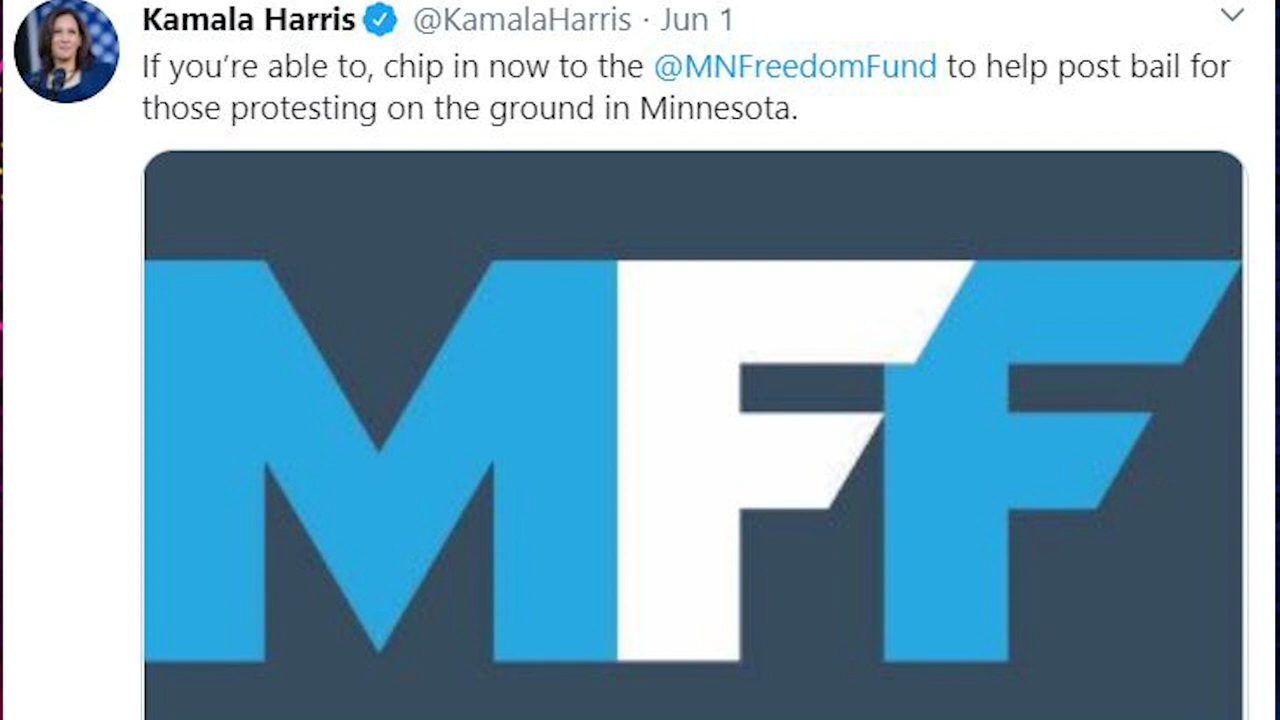 Kamala Harris @KamalaHarris · Jun 1
If you’re able to, chip in now to the @MNFreedomFund to help post bail for
those protesting on the ground in Minnesota.
MFF